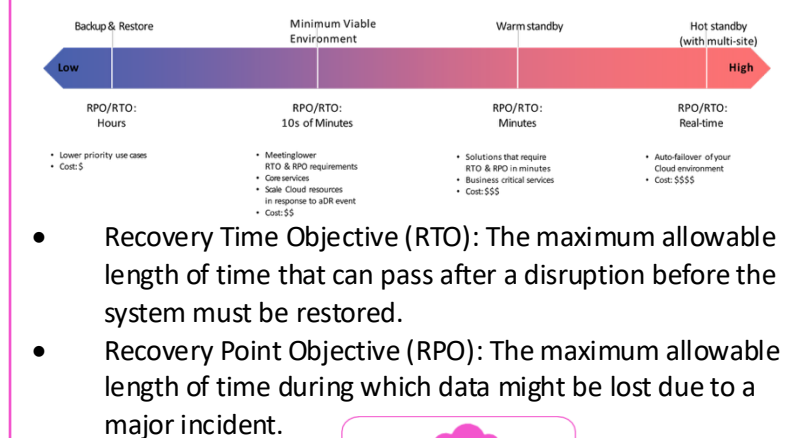 Backup & Restore
Minimum Viable
Environment
Warm standby
Hot standby
(with multi-site)
Low
High
RPO/RTO:
Hours
RPO/RTO:
10s of Minutes
RPO/RTO:
Minutes
RPO/RTO:
Real-time
• Lower priority use cases
• Cost: $
• Meetinglower
RTO & RPO requirements
• Core services
• Scale Cloud resources
in response to aDR event
• Cost: $$
• Solutions that require
RTO & RPO in minutes
• Business critical services
• Cost: $$$
• Auto-failover of your
Cloud environment
• Cost: $$$$
• Recovery Time Objective (RTO): The maximum allowable
length of time that can pass after a disruption before the
system must be restored.
• Recovery Point Objective (RPO): The maximum allowable
length of time during which data might be lost due to a
major incident.